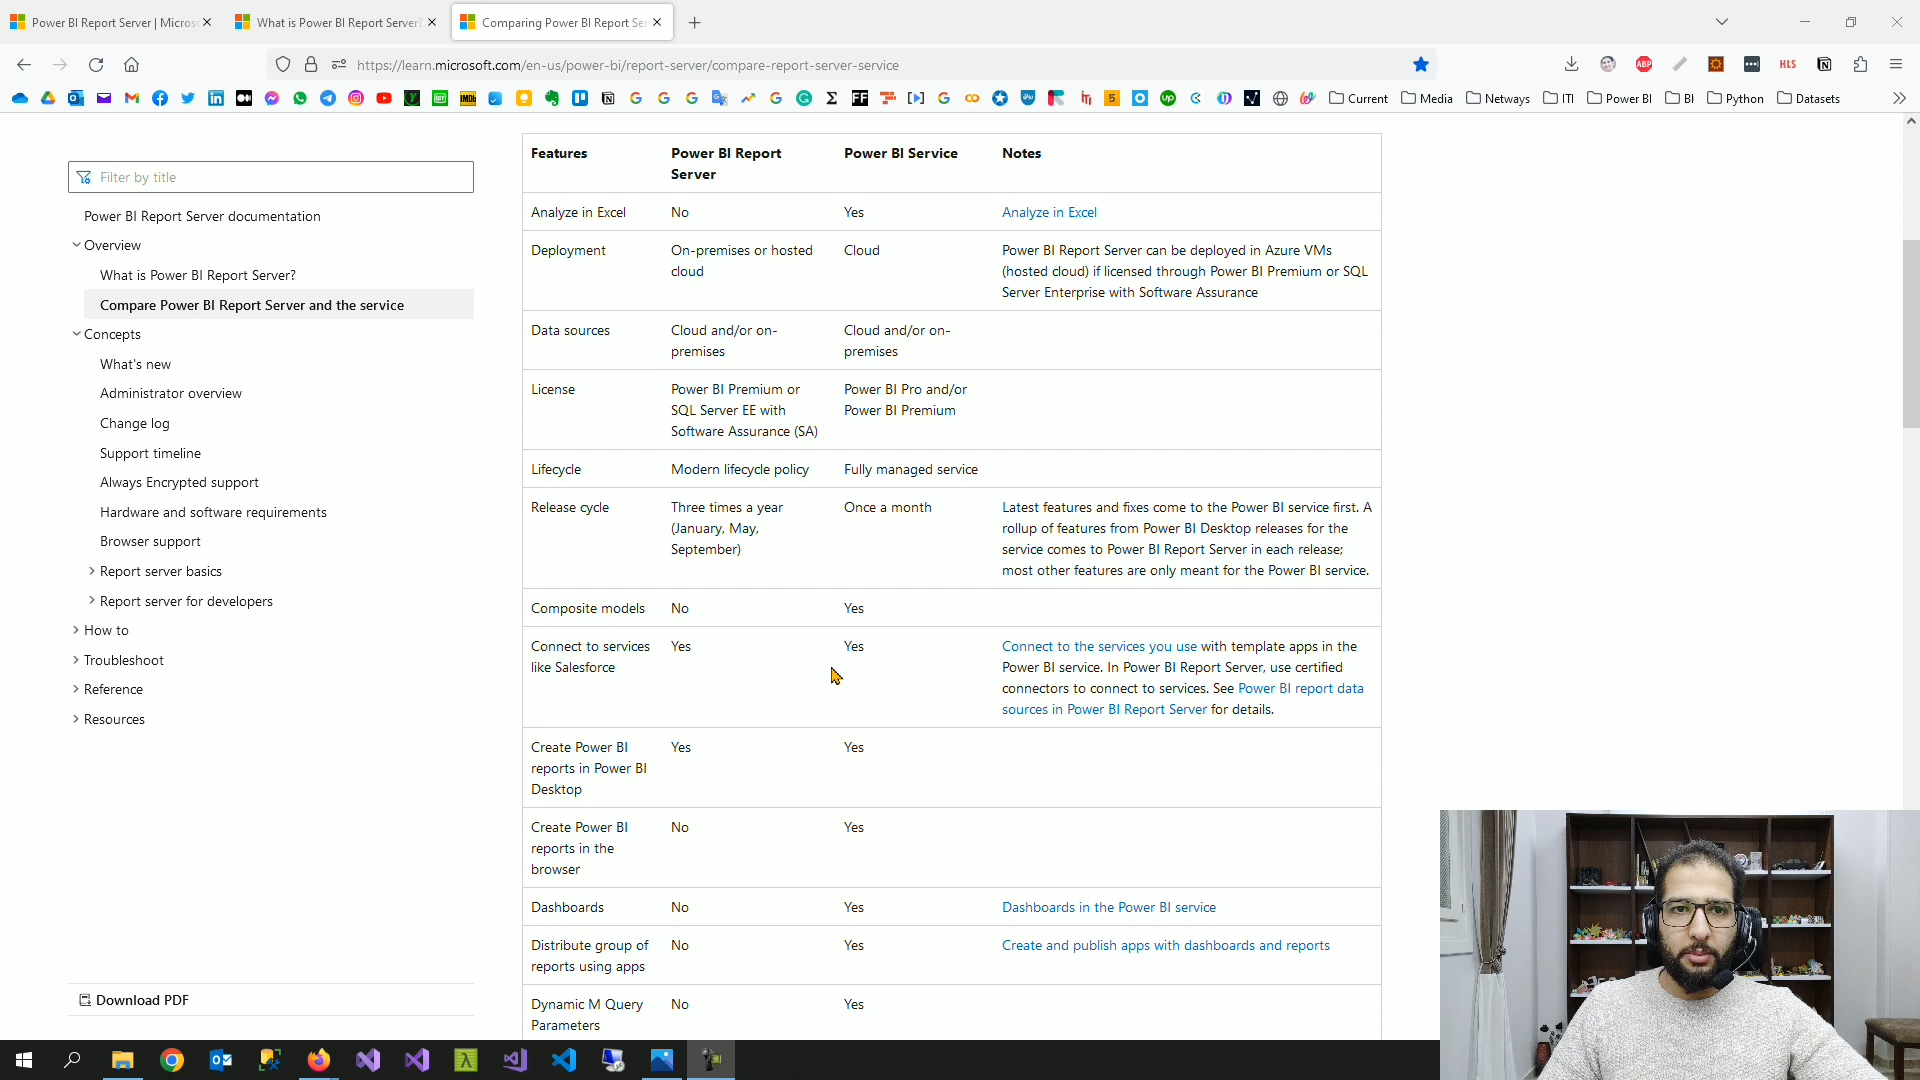 Power BI Report Server | Micros
What is Power BI Report Server?
Comparing Power BI Report Ser
https://learn.microsoft.com/en-us/power-bi/report-server/compare-report-server-service
ABP
HLS
IMDb
FF
5
up
Current
Media
Netways
ITI
Power BI
BI
Python
Datasets
Filter by title
Power BI Report Server documentation
Overview
What is Power BI Report Server?
Compare Power BI Report Server and the service
Concepts
What's new
Administrator overview
Change log
Support timeline
Always Encrypted support
Hardware and software requirements
Browser support
Report server basics
Report server for developers
How to
Troubleshoot
Reference
Resources
Download PDF
Features
Power BI Report
Server
Power BI Service
Notes
Analyze in Excel
No
Yes
Analyze in Excel
Deployment
On-premises or hosted
cloud
Cloud
Power BI Report Server can be deployed in Azure VMs
(hosted cloud) if licensed through Power BI Premium or SQL
Server Enterprise with Software Assurance
Data sources
Cloud and/or on-
premises
Cloud and/or on-
premises
License
Power BI Premium or
SQL Server EE with
Software Assurance (SA)
Power BI Pro and/or
Power BI Premium
Lifecycle
Modern lifecycle policy
Fully managed service
Release cycle
Three times a year
(January, May,
September)
Once a month
Latest features and fixes come to the Power BI service first. A
rollup of features from Power BI Desktop releases for the
service comes to Power BI Report Server in each release;
most other features are only meant for the Power BI service.
Composite models
No
Yes
Connect to services
like Salesforce
Yes
Yes
Connect to the services you use with template apps in the
Power BI service. In Power BI Report Server, use certified
connectors to connect to services. See Power BI report data
sources in Power BI Report Server for details.
Create Power BI
reports in Power BI
Desktop
Yes
Yes
Create Power BI
reports in the
browser
No
Yes
Dashboards
No
Yes
Dashboards in the Power BI service
Distribute group of
reports using apps
No
Yes
Create and publish apps with dashboards and reports
Dynamic M Query
Parameters
No
Yes